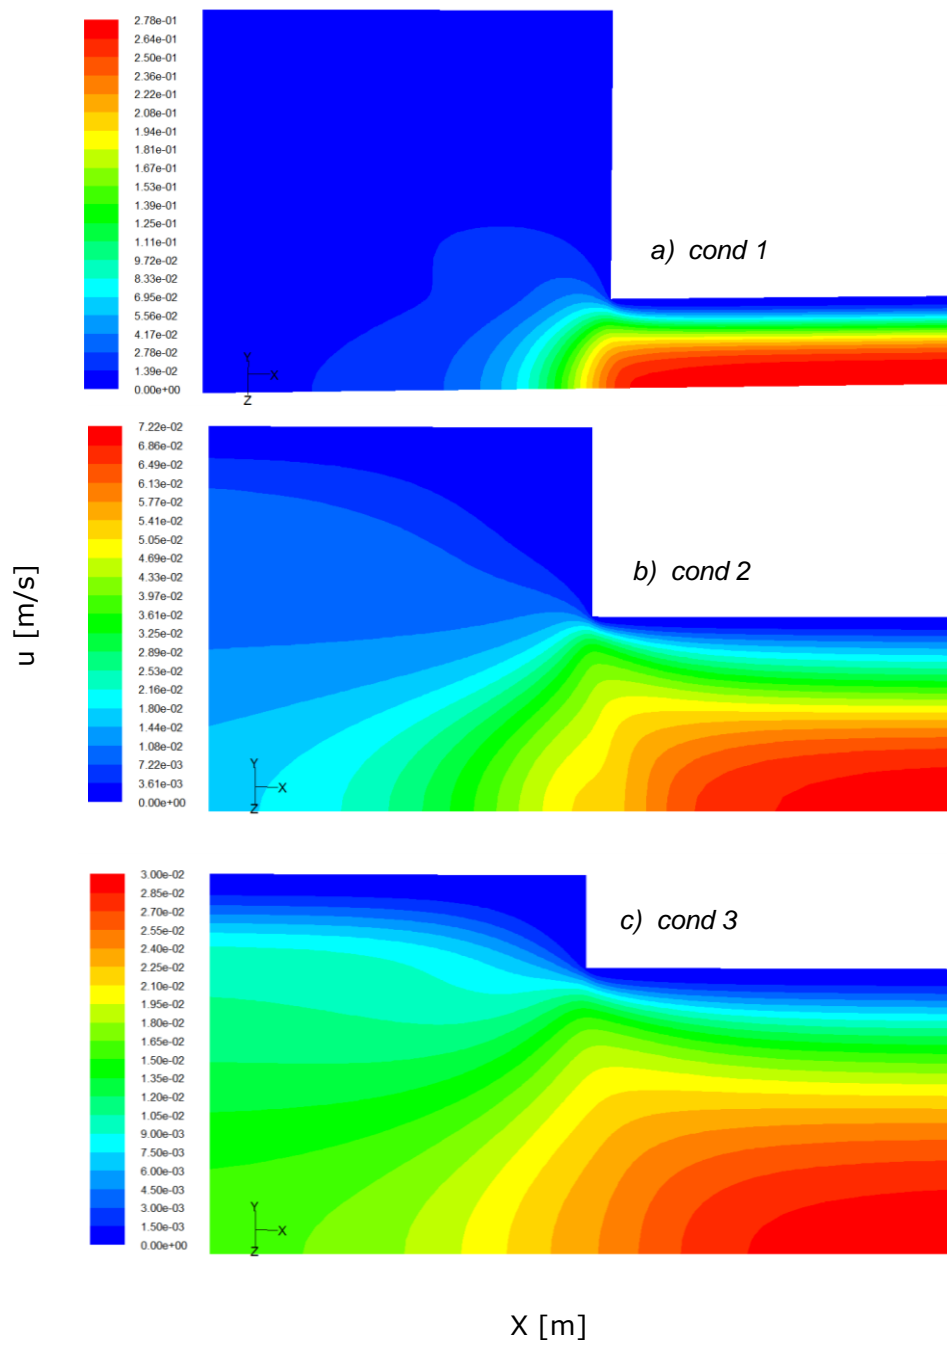 2.78e-01
2.64e-01
2.50e-01
2.36e-01
2.22e-01
2.08e-01
1.94e-01
1.81e-01
1.67e-01
1.53e-01
1.39e-01
1.25e-01
1.11e-01
9.72e-02
8.33e-02
6.95e-02
5.56e-02
4.17e-02
2.78e-02
1.39e-02
0.00e+00
a) cond 1
Y
X
Z
7.22e-02
6.86e-02
6.49e-02
6.13e-02
5.77e-02
5.41e-02
5.05e-02
4.69e-02
4.33e-02
3.97e-02
3.61e-02
3.25e-02
2.89e-02
2.53e-02
2.16e-02
1.80e-02
1.44e-02
1.08e-02
7.22e-03
3.61e-03
0.00e+00
b) cond 2
Y
X
Z
u [m/s]
3.00e-02
2.85e-02
2.70e-02
2.55e-02
2.40e-02
2.25e-02
2.10e-02
1.95e-02
1.80e-02
1.65e-02
1.50e-02
1.35e-02
1.20e-02
1.05e-02
9.00e-03
7.50e-03
6.00e-03
4.50e-03
3.00e-03
1.50e-03
0.00e+00
c) cond 3
Y
X
Z
X [m]